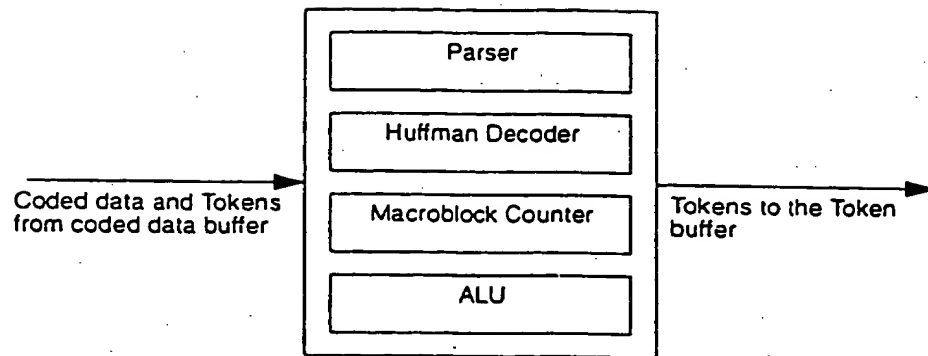 Parser
Huffman Decoder
Coded data and Tokens
from coded data buffer
Macroblock Counter
Tokens to the Token
buffer
ALU